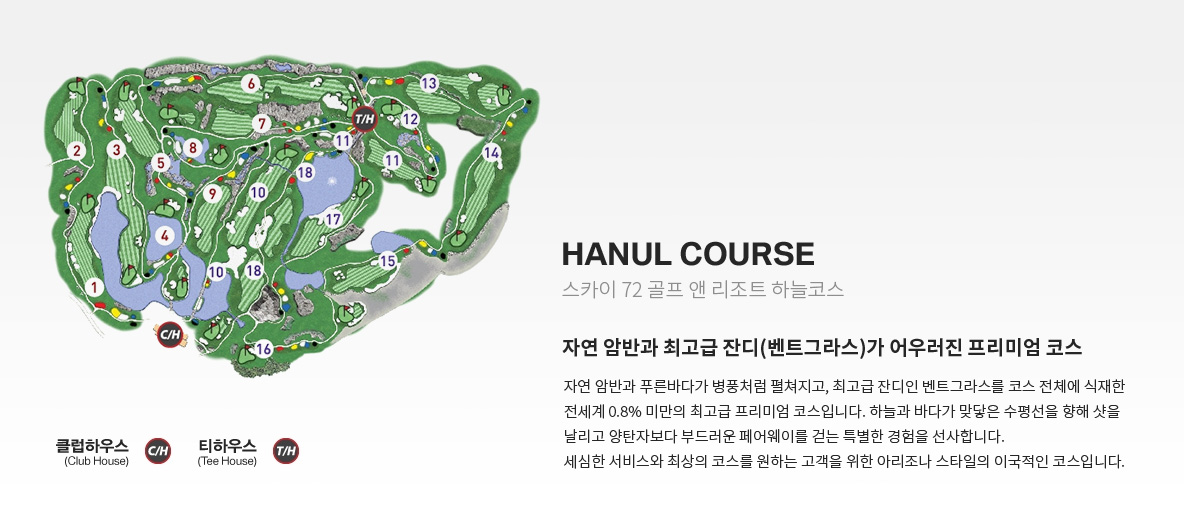 6
13
7
T/H
12
2
3
8
11
5
11
14
18
9
10
17
4
10
18
15
1
C/H
16
HANUL COURSE
스카이 72 골프 앤 리조트 하늘코스
자연 암반과 최고급 잔디(벤트그라스)가 어우러진 프리미엄 코스
자연 암반과 푸른바다가 병풍처럼 펼쳐지고, 최고급 잔디인 벤트그라스를 코스 전체에 식재한
전세계 0.8% 미만의 최고급 프리미엄 코스입니다. 하늘과 바다가 맞닿은 수평선을 향해 샷을
날리고 양탄자보다 부드러운 페어웨이를 걷는 특별한 경험을 선사합니다.
세심한 서비스와 최상의 코스를 원하는 고객을 위한 아리조나 스타일의 이국적인 코스입니다.
클럽하우스
(Club House)
C/H
티하우스
(Tee House)
T/H